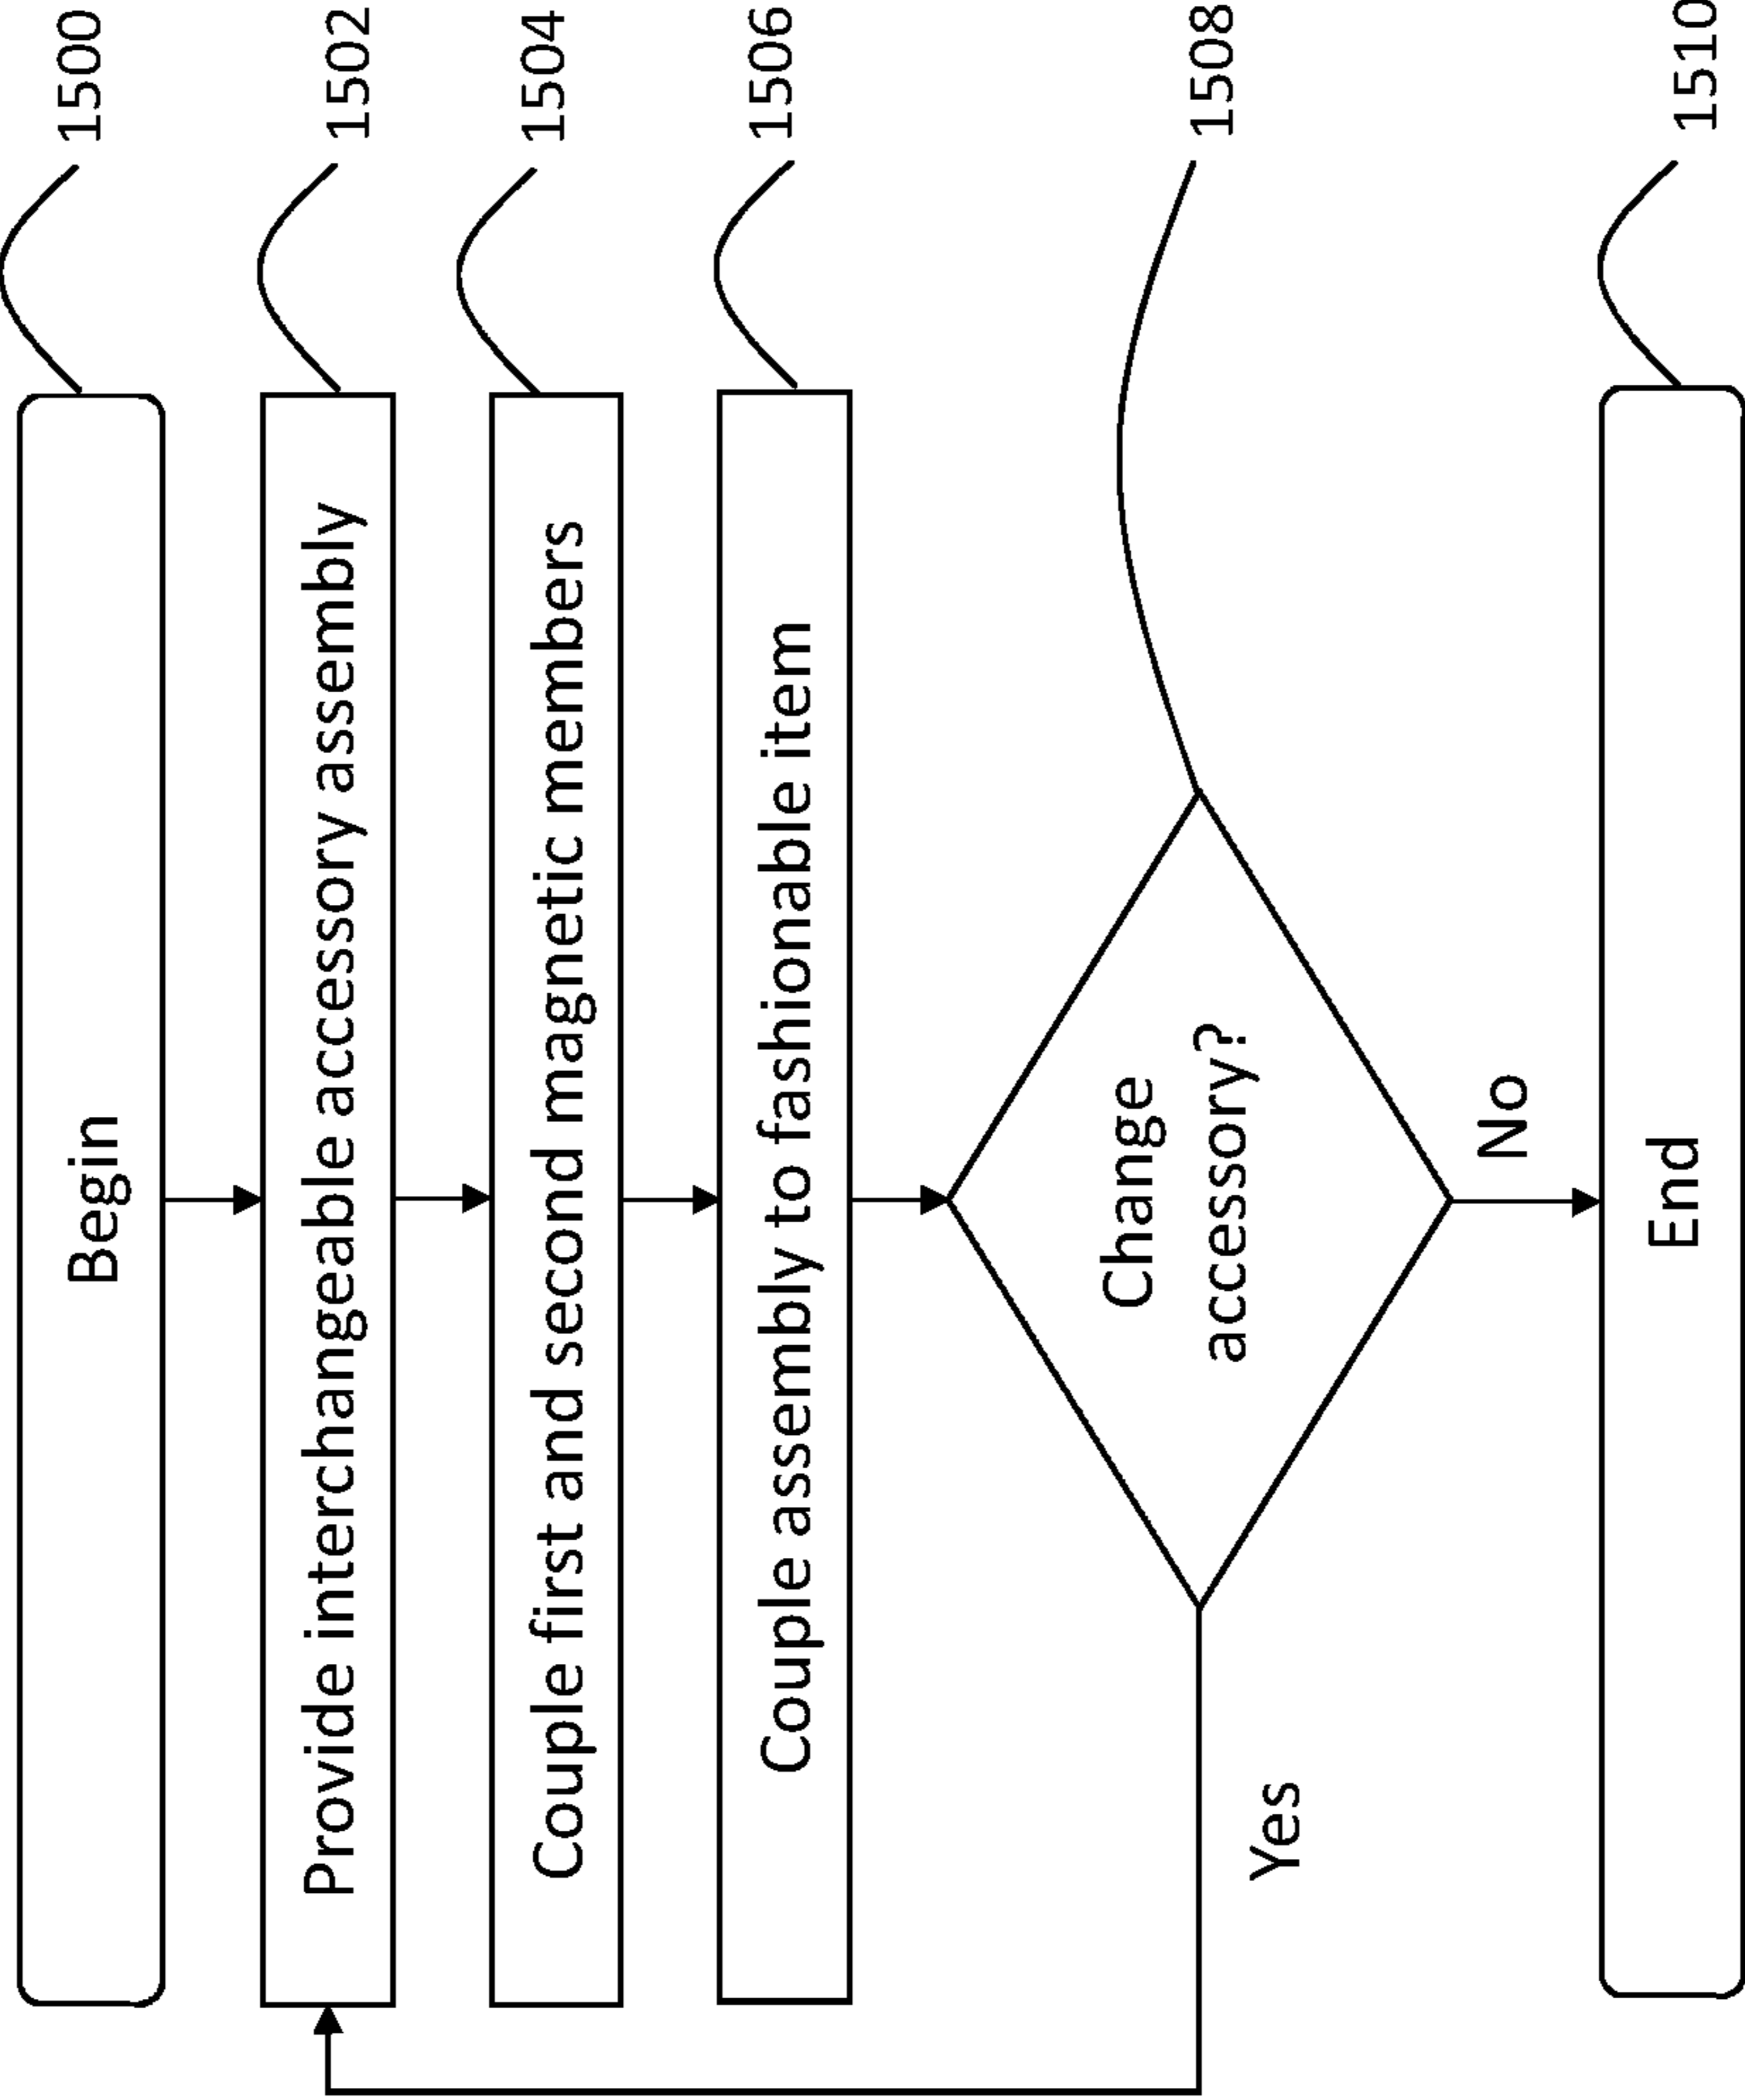 Begin
1500
Provide interchangeable accessory assembly
1502
Couple first and second magnetic members
1504
Couple assembly to fashionable item
1506
Change
accessory?
1508
Yes
No
End
1510